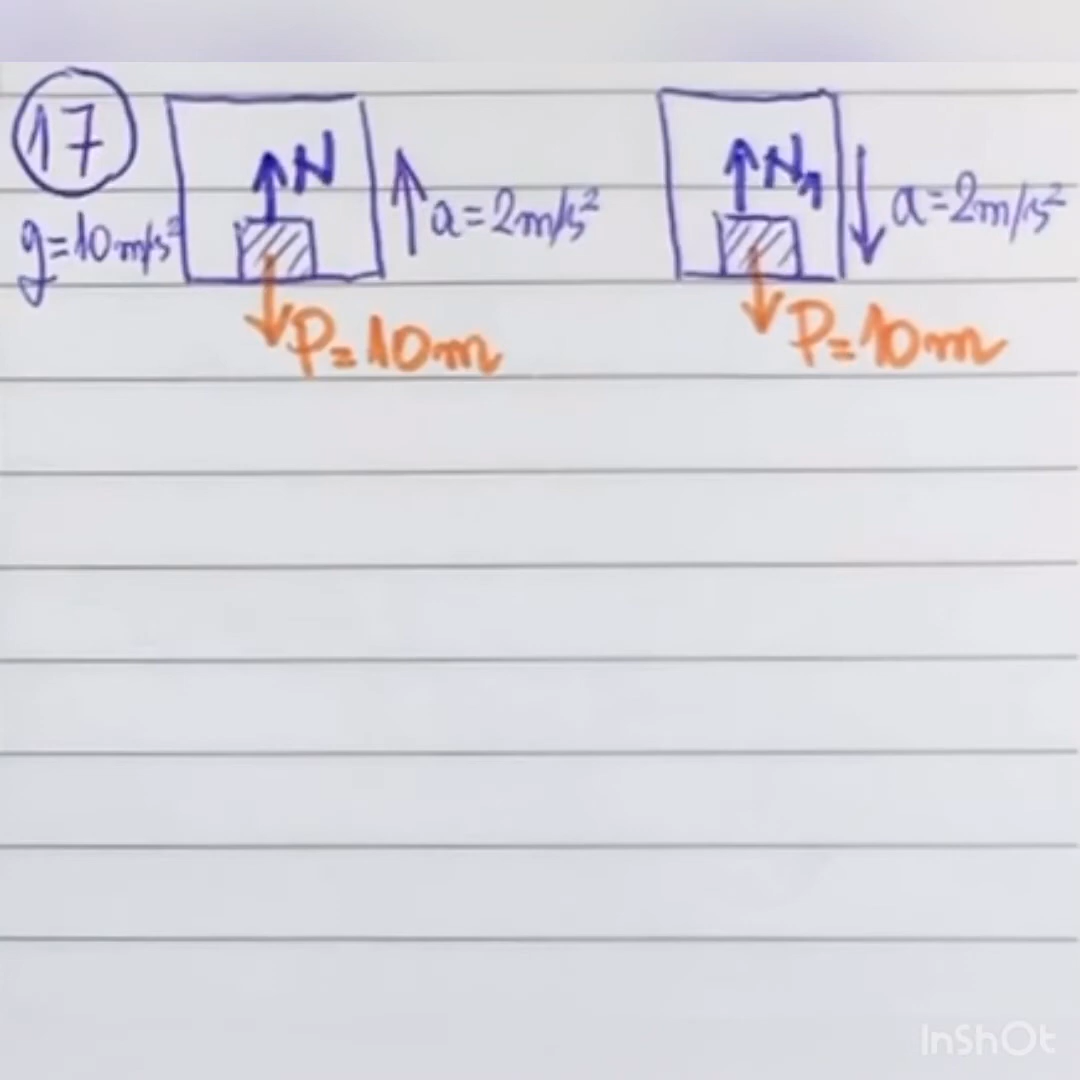 17
g=10m/s²
N
a=2m/s²
P=10m
N₁
a=2m/s²
P=10m
InShOt